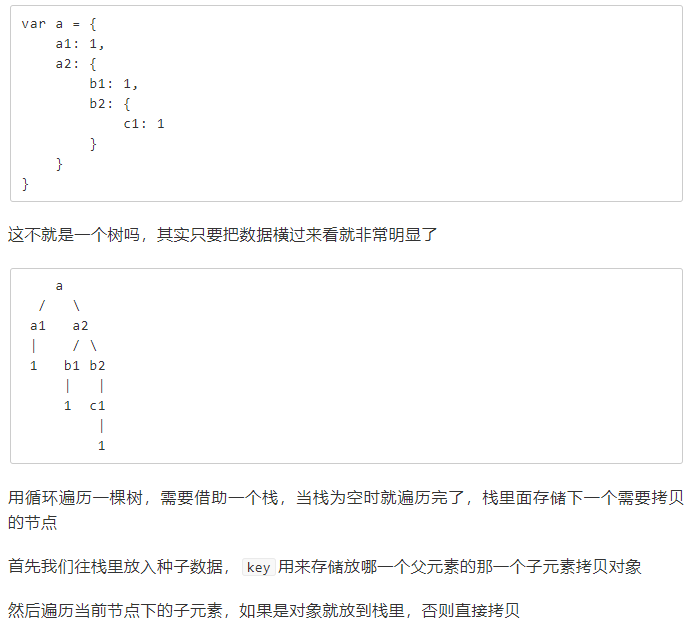 var a = {
    a1: 1,
    a2: {
        b1: 1,
        b2: {
            c1: 1
        }
    }
}
这不就是一个树吗，其实只要把数据横过来看就非常明显了
    a
  /   \
 a1   a2
 |    / \
 1   b1 b2
     |   |
     1  c1
         |
         1
用循环遍历一棵树，需要借助一个栈，当栈为空时就遍历完了，栈里面存储下一个需要拷贝
的节点
首先我们往栈里放入种子数据， key 用来存储放哪一个父元素的那一个子元素拷贝对象
然后遍历当前节点下的子元素，如果是对象就放到栈里，否则直接拷贝